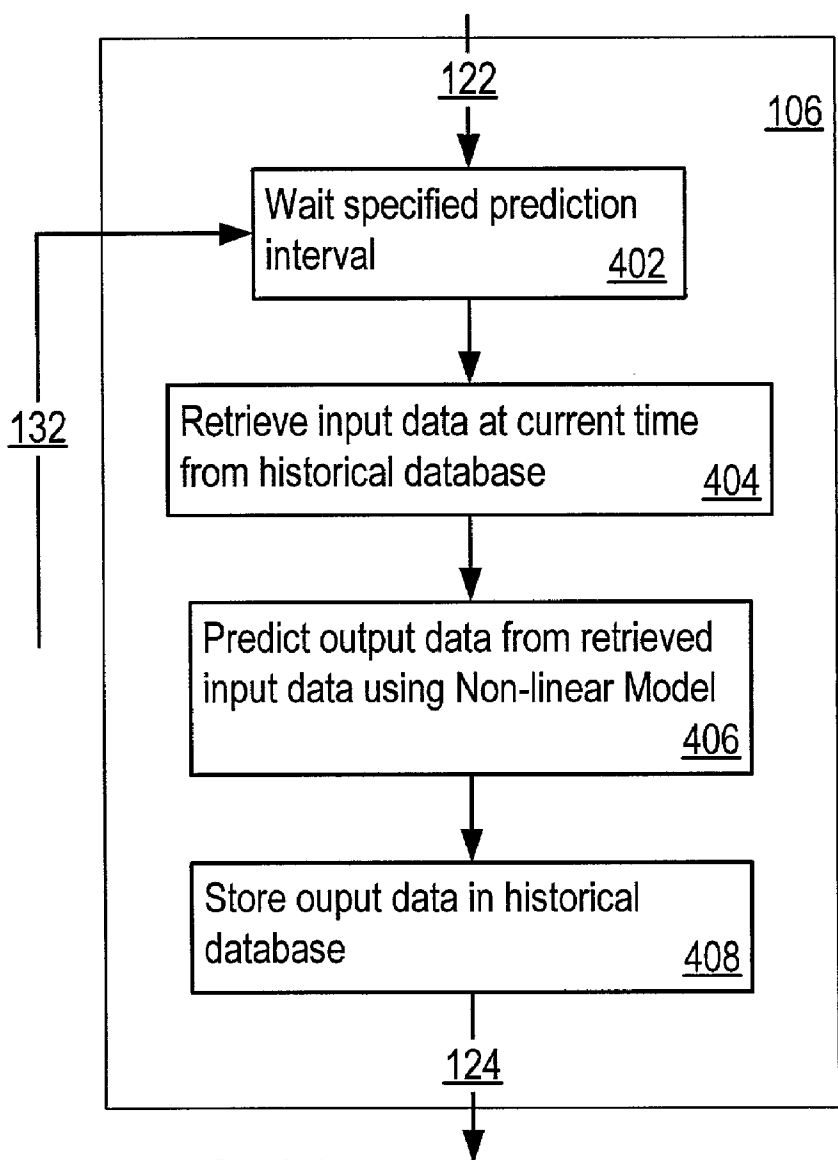 122
106
Wait specified prediction
interval
402
132
Retrieve input data at current time
from historical database
404
Predict output data from retrieved
input data using Non-linear Model
406
Store ouput data in historical
database
408
124